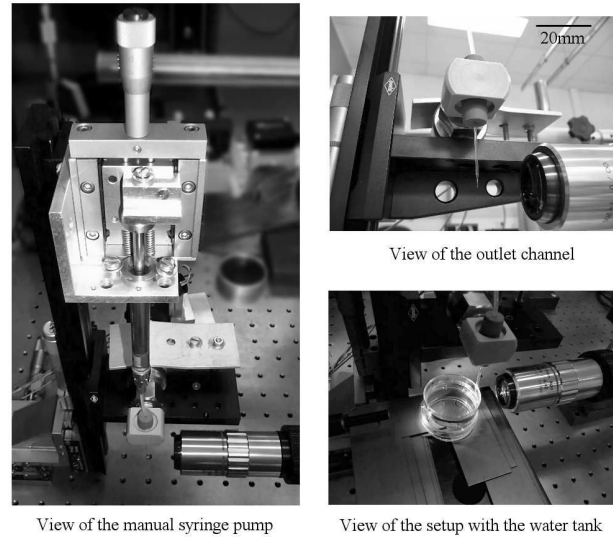 20mm
View of the outlet channel
View of the manual syringe pump
View of the setup with the water tank